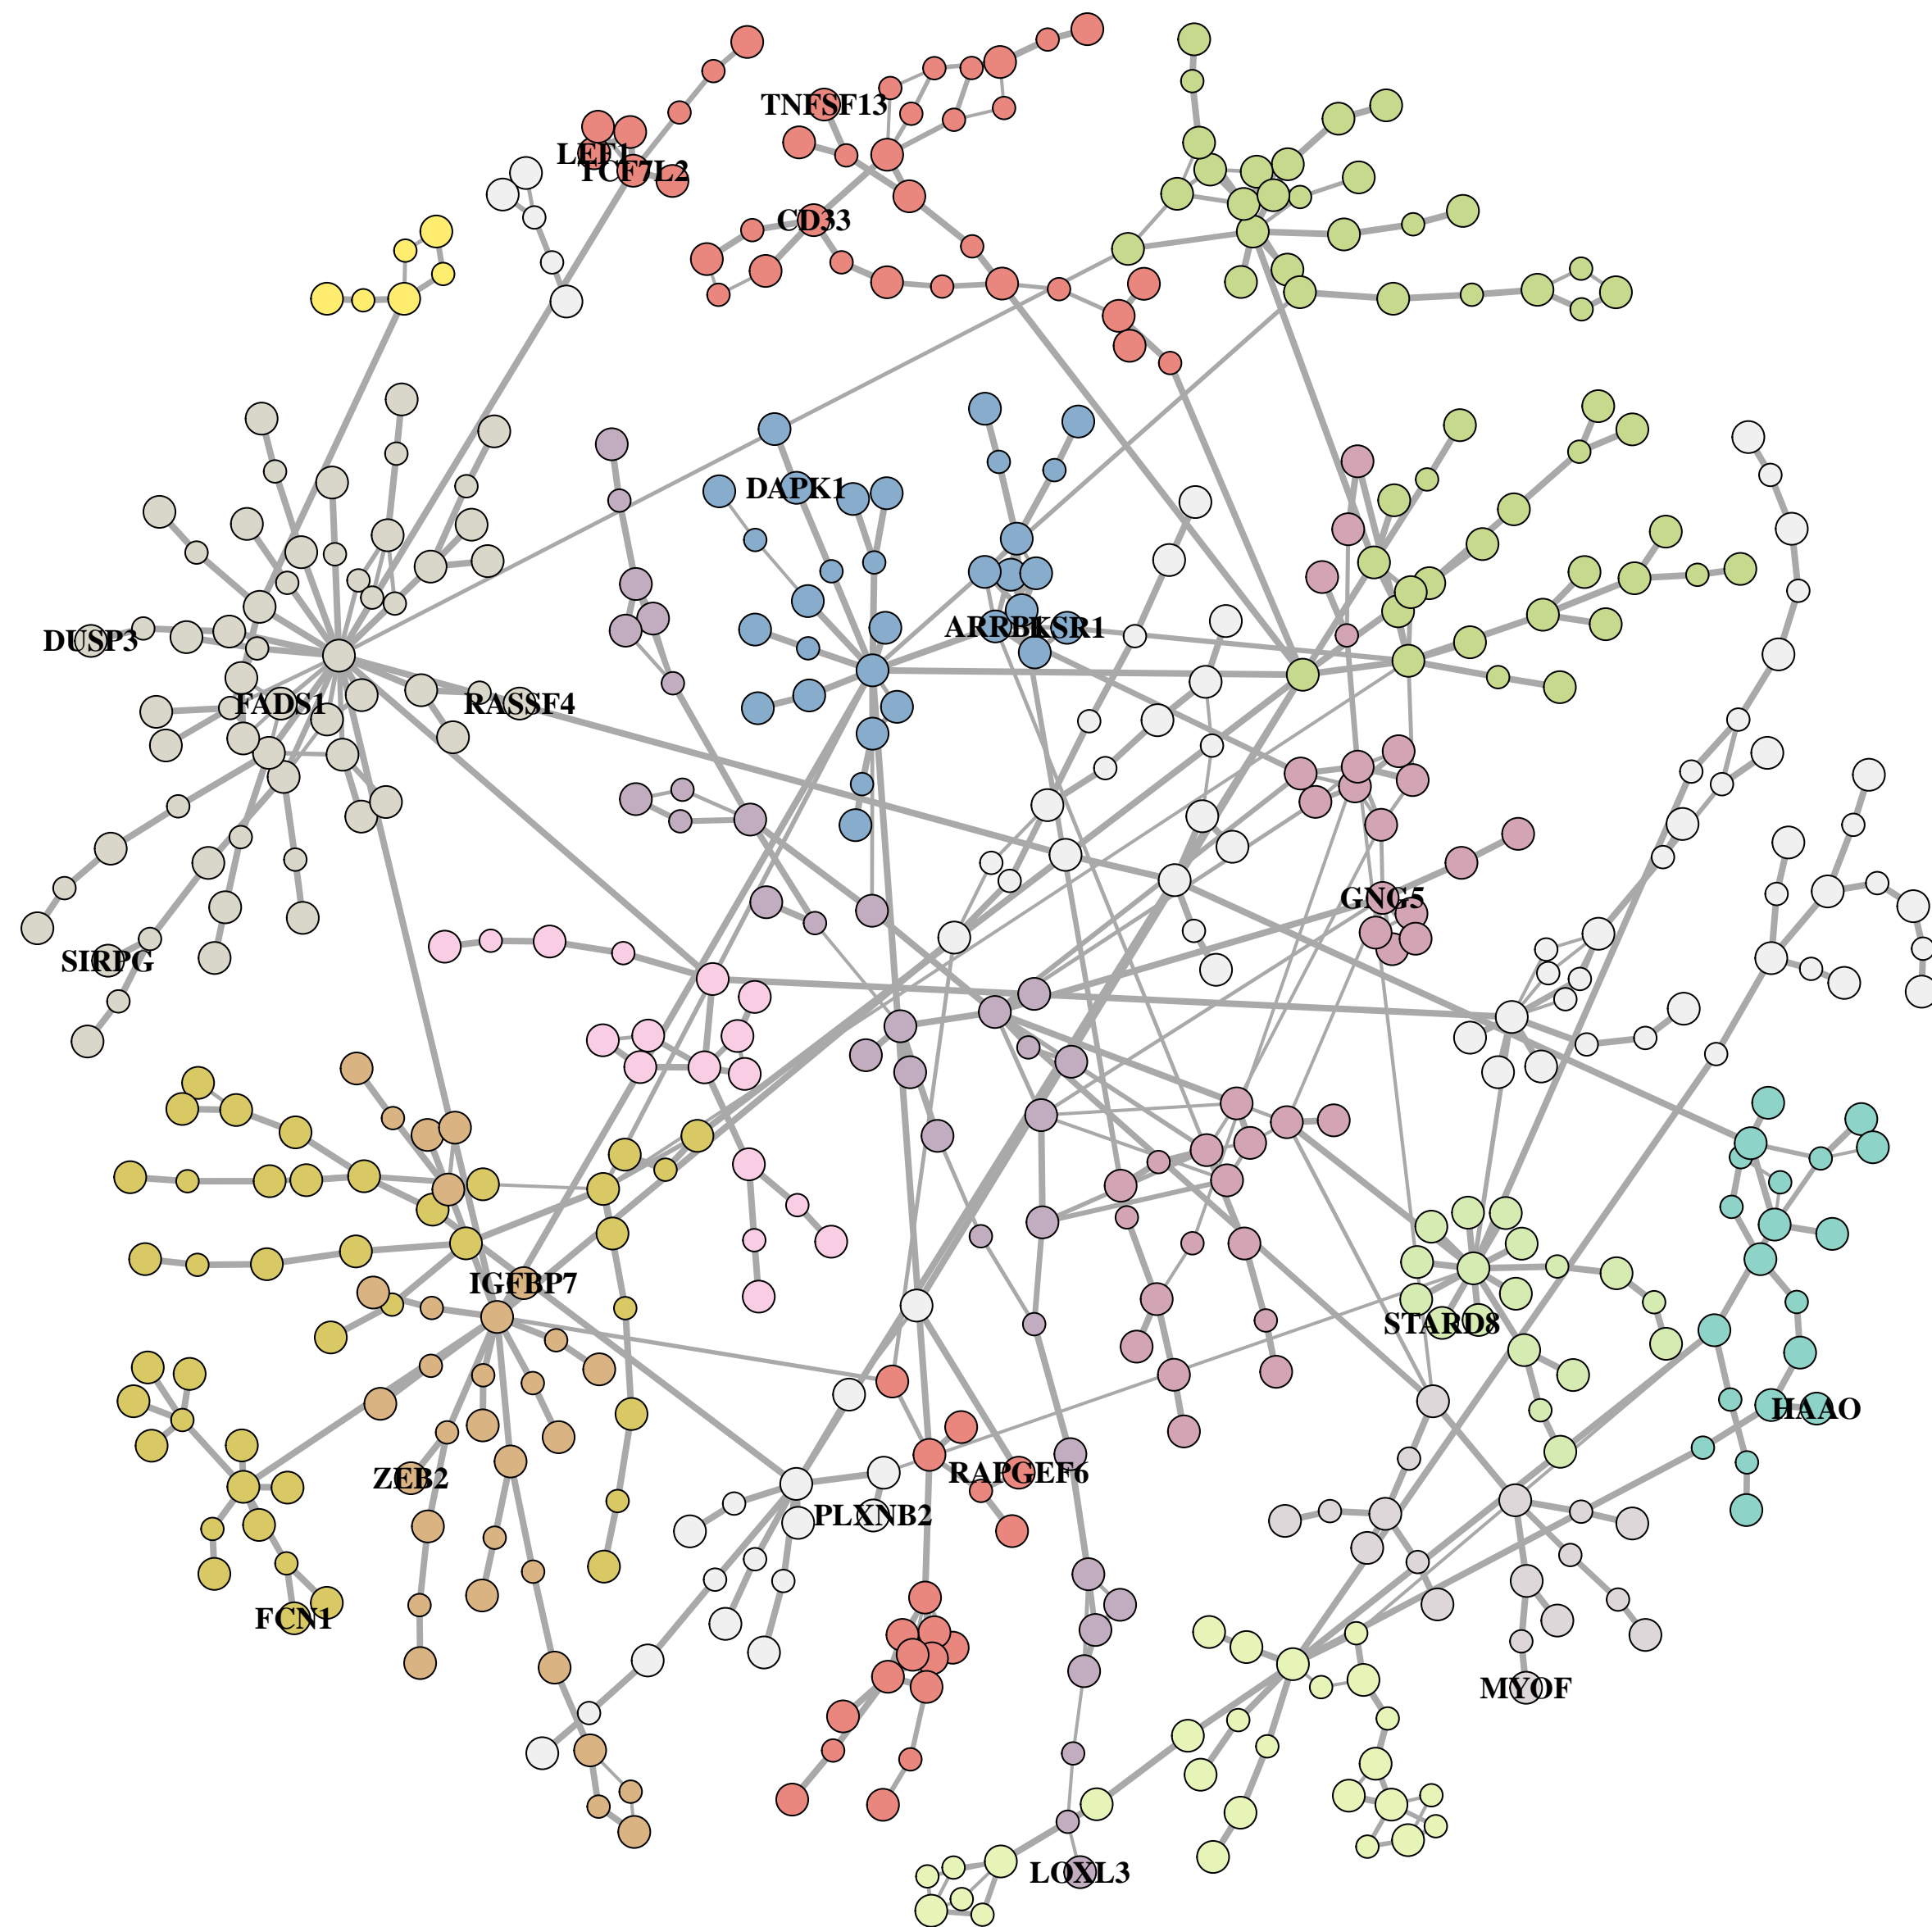 TNFSF13
LEF1
TCF7L2
CD33
DAPK1
DUSP3
ARRB1
KSR1
FADS1
RASSF4
GNG5
SIRPG
IGFBP7
STARD8
HAAO
ZEB2
RAPGEF6
PLXNB2
FCN1
MYOF
LOXL3